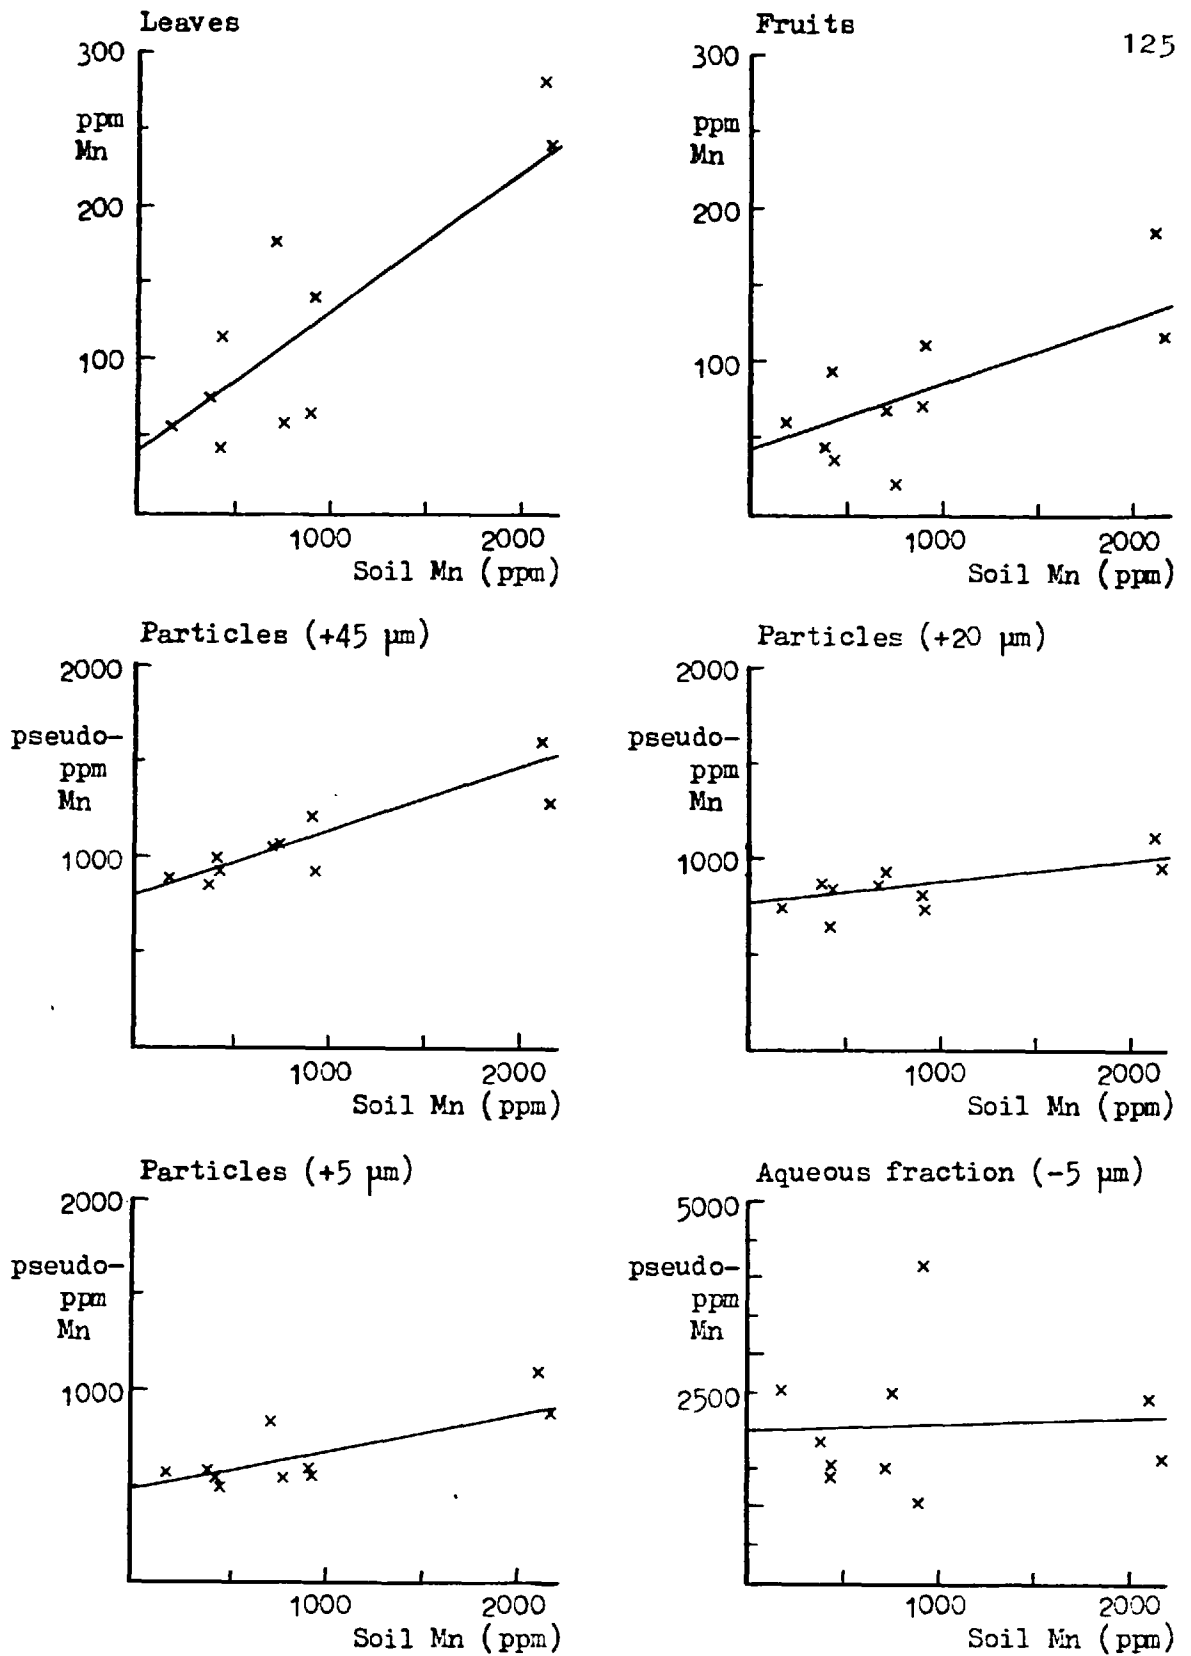 125
Leaves
300
ppm
Mn
200
100
1000 2000
Soil Mn (ppm)
Fruits
300
ppm
Mn
200
100
1000 2000
Soil Mn (ppm)
Particles (+45 µm)
2000
pseudo-
ppm
Mn
1000
1000 2000
Soil Mn (ppm)
Particles (+20 µm)
2000
pseudo-
ppm
Mn
1000
1000 2000
Soil Mn (ppm)
Particles (+5 µm)
2000
pseudo-
ppm
Mn
1000
1000 2000
Soil Mn (ppm)
Aqueous fraction (-5 µm)
5000
pseudo-
ppm
Mn
2500
1000 2000
Soil Mn (ppm)